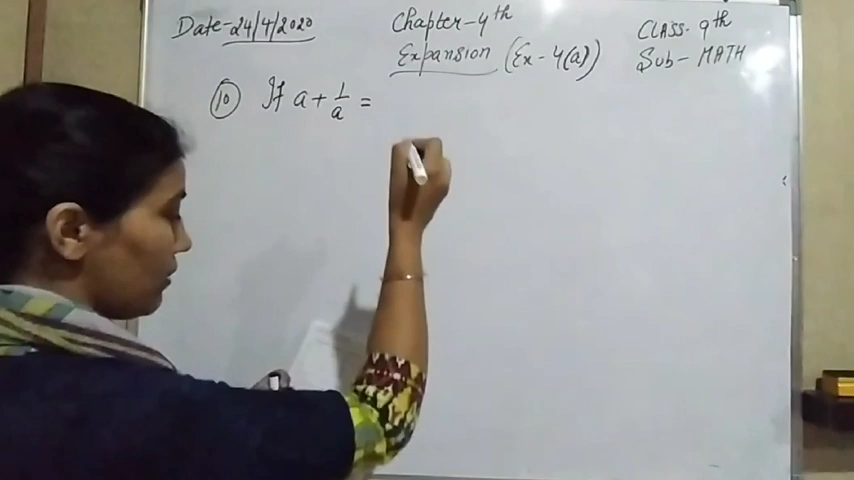 Date-24/4/2020 Chapter-4th CLASS-9th
Expansion (Ex-4(a)) Sub-MATH
10 If a + 1/a =